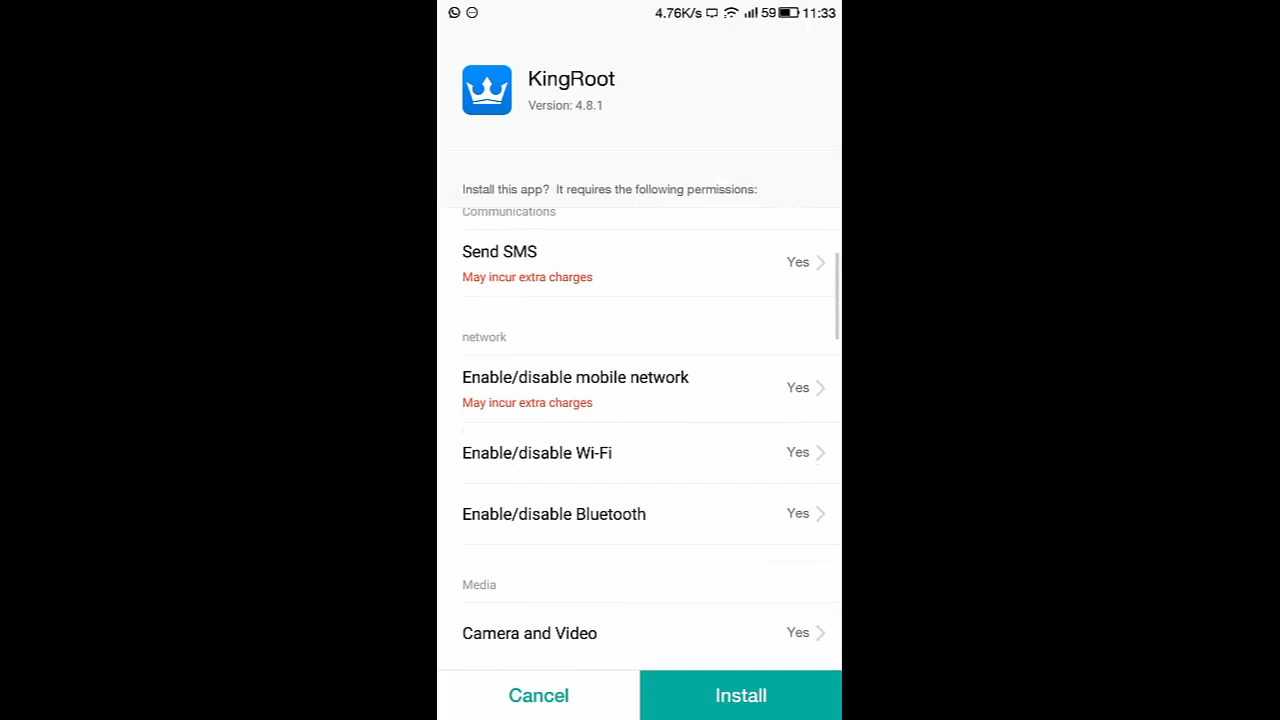 4.76K/s 59 11:33
KingRoot
Version: 4.8.1
Install this app? It requires the following permissions:
Communications
Send SMS
Yes
May incur extra charges
network
Enable/disable mobile network
Yes
May incur extra charges
Enable/disable Wi-Fi
Yes
Enable/disable Bluetooth
Yes
Media
Camera and Video
Yes
Cancel
Install